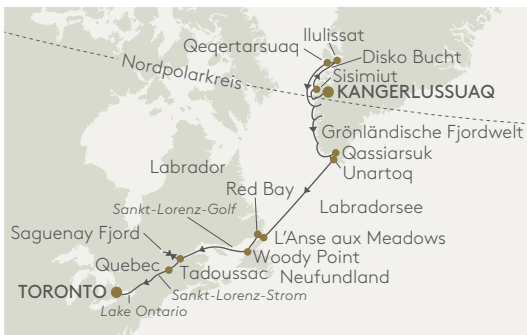 Ilulissat
Qeqertarsuaq
Disko Bucht
Nordpolarkreis
Sisimiut
KANGERLUSSUAQ
Grönländische Fjordwelt
Qassiarsuk
Unartoq
Labrador
Red Bay
Labradorsee
Sankt-Lorenz-Golf
Saguenay Fjord
L'Anse aux Meadows
Woody Point
Quebec
Tadoussac
Neufundland
TORONTO
Sankt-Lorenz-Strom
Lake Ontario